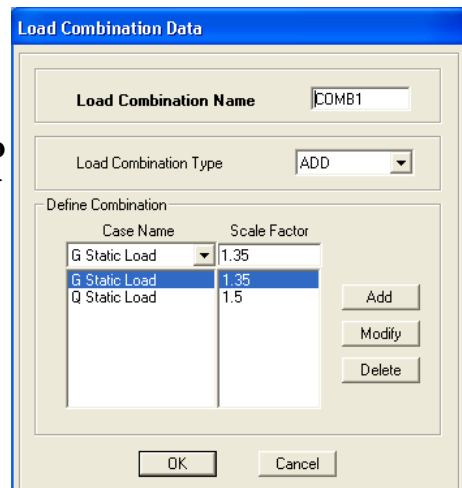 Load Combination Data
Load Combination Name COMB1
Load Combination Type ADD
Define Combination
Case Name Scale Factor
G Static Load 1.35
G Static Load 1.35
Q Static Load 1.5
Add
Modify
Delete
OK Cancel